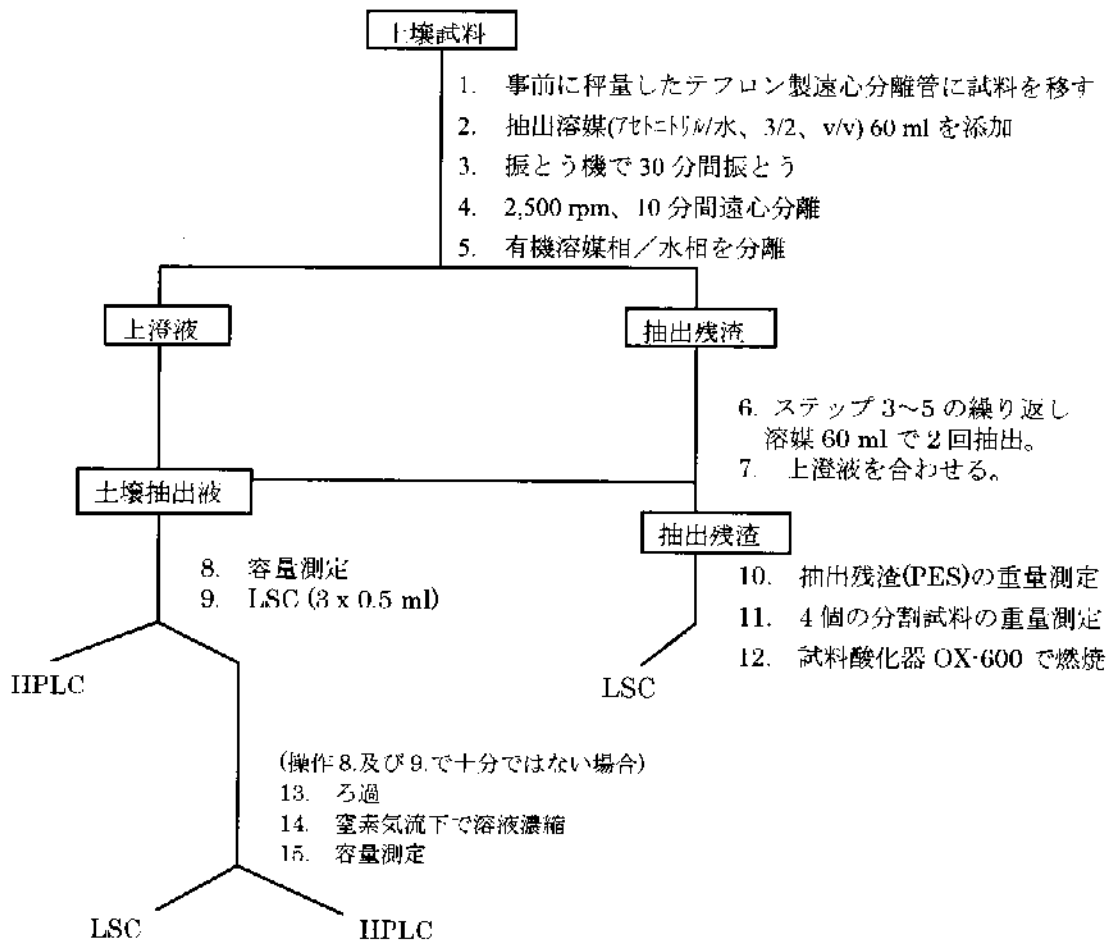 土壌試料
1. 事前に秤量したテフロン製遠心分離管に試料を移す
2. 抽出溶媒(ｱｾﾄﾆﾄﾘﾙ/水、3/2、v/v) 60 ml を添加
3. 振とう機で 30 分間振とう
4. 2,500 rpm、10 分間遠心分離
5. 有機溶媒相／水相を分離
上澄液
抽出残渣
6. ステップ 3～5 の繰り返し
溶媒 60 ml で 2 回抽出。
7. 上澄液を合わせる。
土壌抽出液
抽出残渣
8. 容量測定
9. LSC (3 x 0.5 ml)
10. 抽出残渣(PES)の重量測定
11. 4 個の分割試料の重量測定
12. 試料酸化器 OX-600 で燃焼
HPLC
LSC
(操作 8.及び 9.で十分ではない場合)
13. ろ過
14. 窒素気流下で溶液濃縮
15. 容量測定
LSC
HPLC